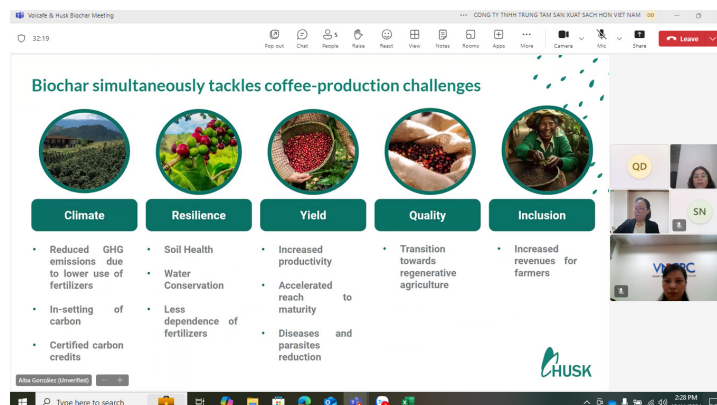 Voicafe & Husk Biochar Meeting
CONG TY TNHH TRUNG TAM SAN XUAT SACH HON VIET NAM
DD
32:19
Pop out
Chat
5
People
Raise
React
View
Notes
Rooms
Apps
More
Camera
Mic
Share
Leave
Biochar simultaneously tackles coffee-production challenges
Climate
Resilience
Yield
Quality
Inclusion
• Reduced GHG
emissions due
to lower use of
fertilizers
• In-setting of
carbon
• Certified carbon
credits
• Soil Health
• Water
Conservation
• Less
dependence of
fertilizers
• Increased
productivity
• Accelerated
reach to
maturity
• Diseases and
parasites
reduction
• Transition
towards
regenerative
agriculture
• Increased
revenues for
farmers
HUSK
QD
SN
Alba González (Unverified)
Type here to search
2:28 PM